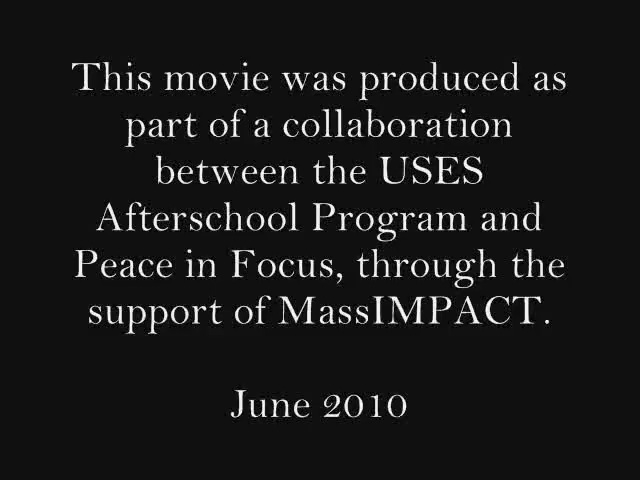 This movie was produced as
part of a collaboration
between the USES
Afterschool Program and
Peace in Focus, through the
support of MassIMPACT.
June 2010